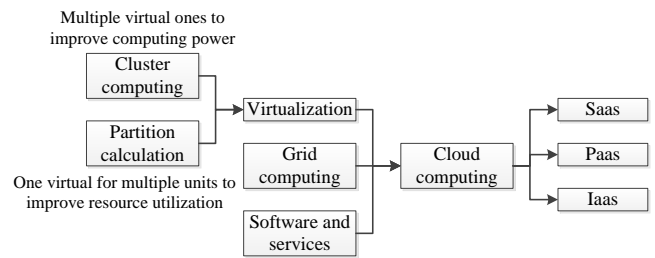 Multiple virtual ones to
improve computing power
Cluster
computing
Partition
calculation
One virtual for multiple units to
improve resource utilization
Virtualization
Grid
computing
Software and
services
Cloud
computing
Saas
Paas
Iaas